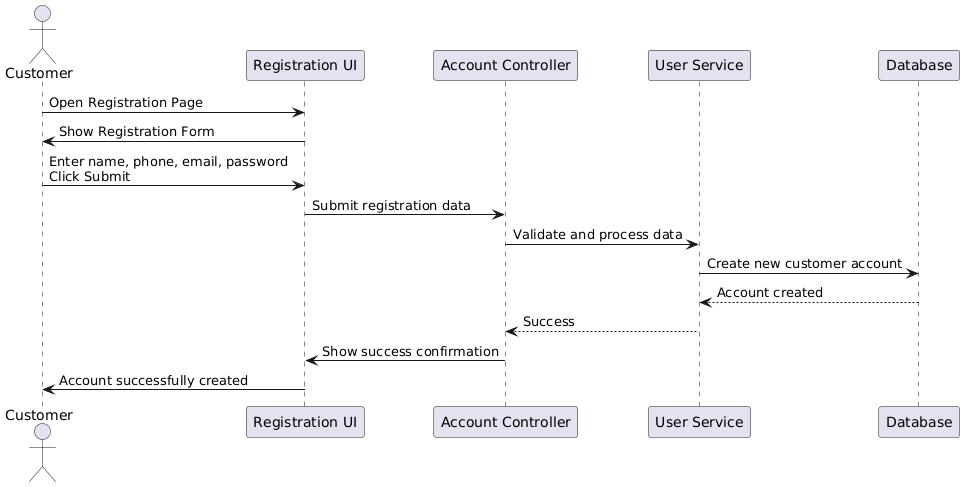 Customer
Registration UI
Account Controller
User Service
Database
Open Registration Page
Show Registration Form
Enter name, phone, email, password
Click Submit
Submit registration data
Validate and process data
Create new customer account
Account created
Success
Show success confirmation
Account successfully created
Customer
Registration UI
Account Controller
User Service
Database